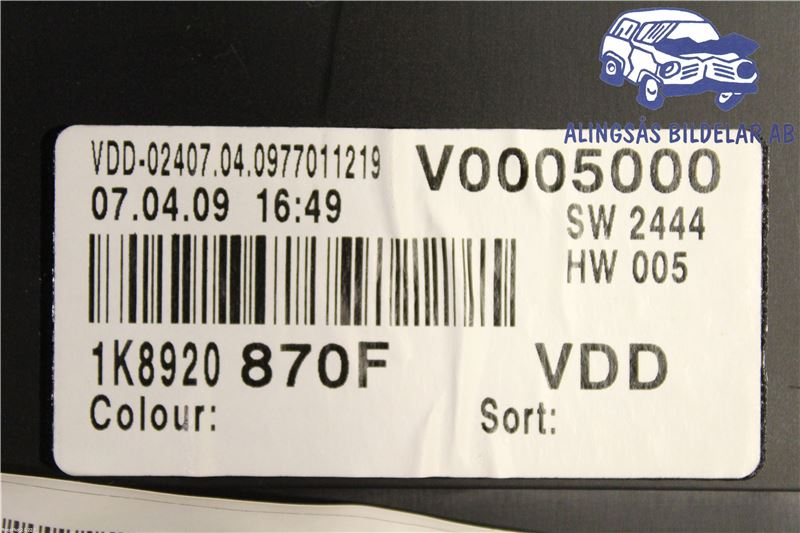 ALINGSÅS BILDELAR AB
VDD-02407.04.0977011219
V0005000
07.04.09 16:49
SW 2444
HW 005
1K8920 870F
VDD
Colour:
Sort: